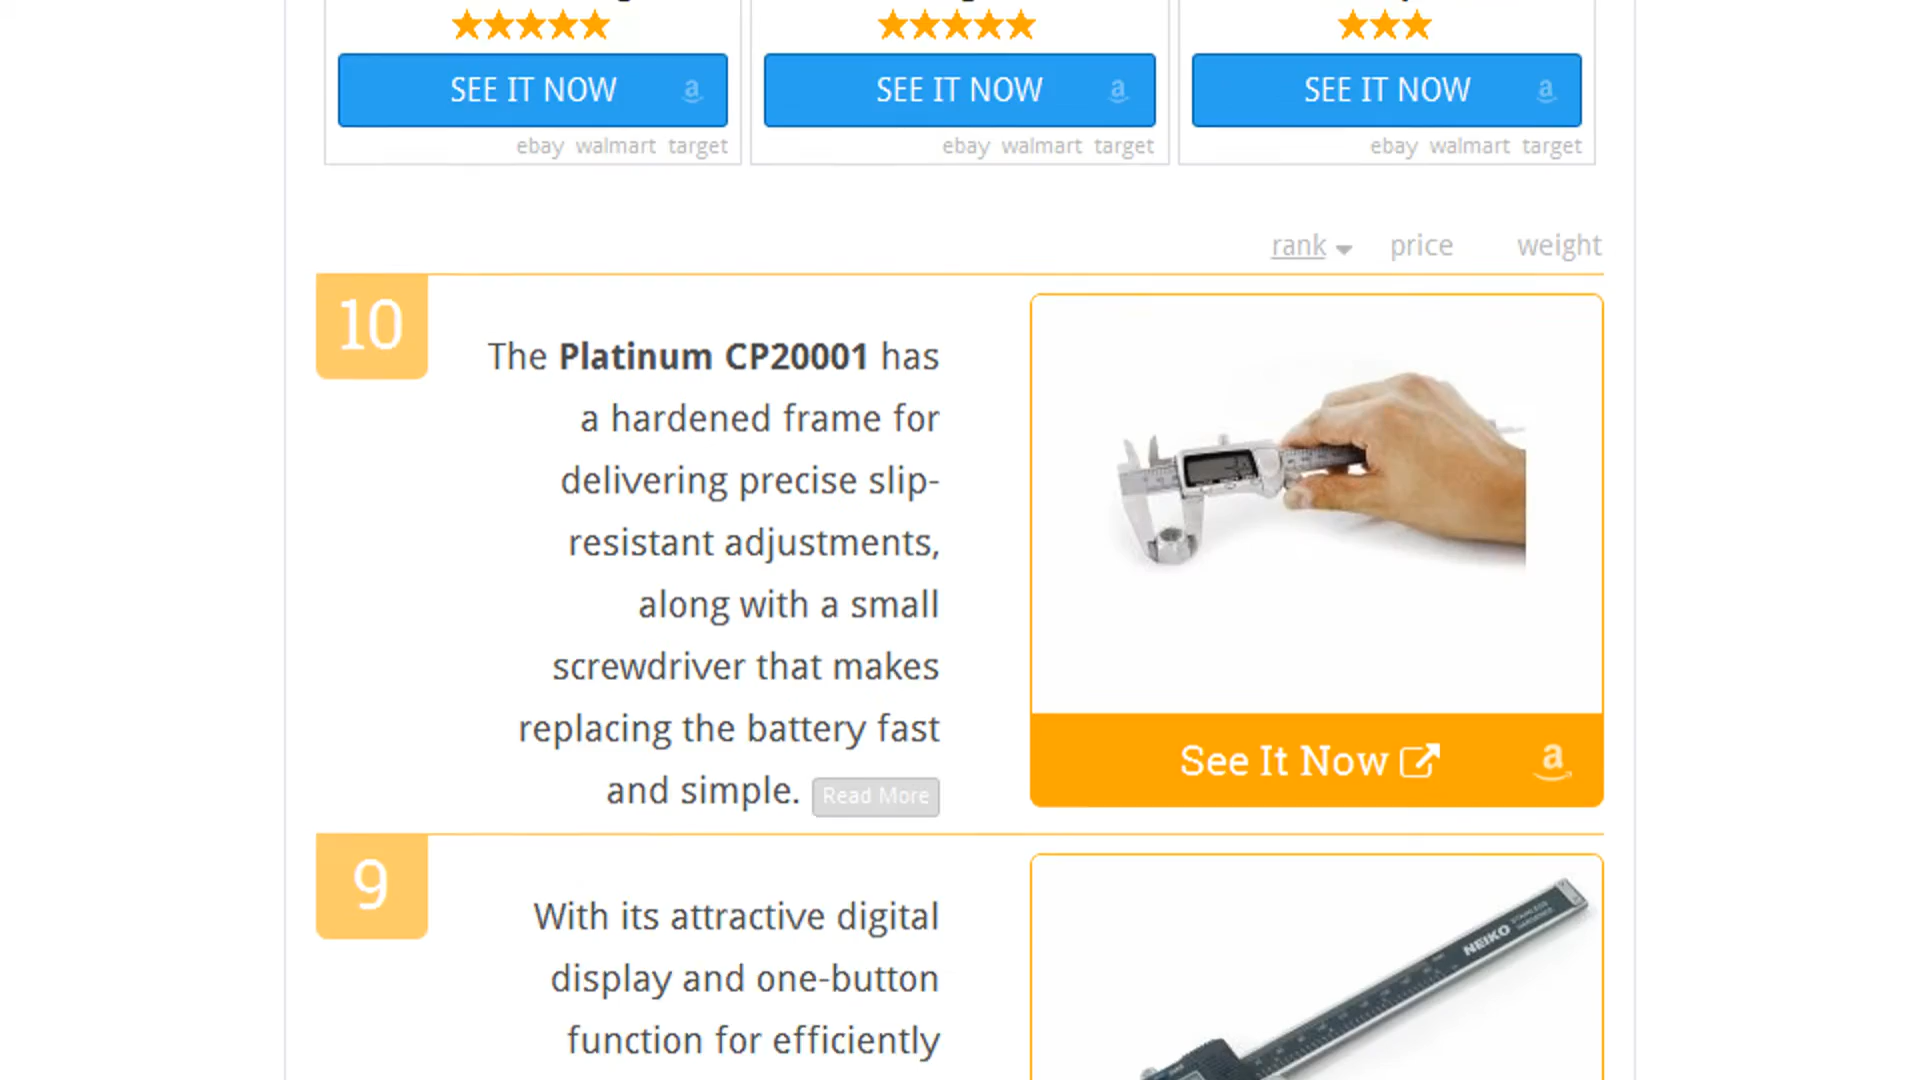 SEE IT NOW a
SEE IT NOW a
SEE IT NOW a
ebay walmart target
ebay walmart target
ebay walmart target
rank price weight
10
The Platinum CP20001 has
a hardened frame for
delivering precise slip-
resistant adjustments,
along with a small
screwdriver that makes
replacing the battery fast
and simple. Read More
See It Now a
9
With its attractive digital
display and one-button
function for efficiently
NEIKO